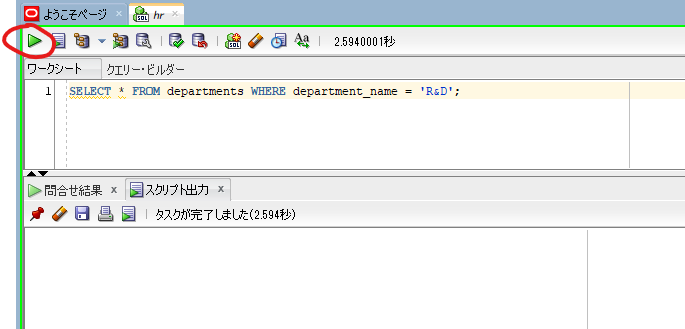 ようこそページ hr
SQL Aa 2.5940001秒
ワークシート クエリー・ビルダー
1 SELECT * FROM departments WHERE department_name = 'R&D';
問合せ結果 x スクリプト出力 x
タスクが完了しました(2.594秒)